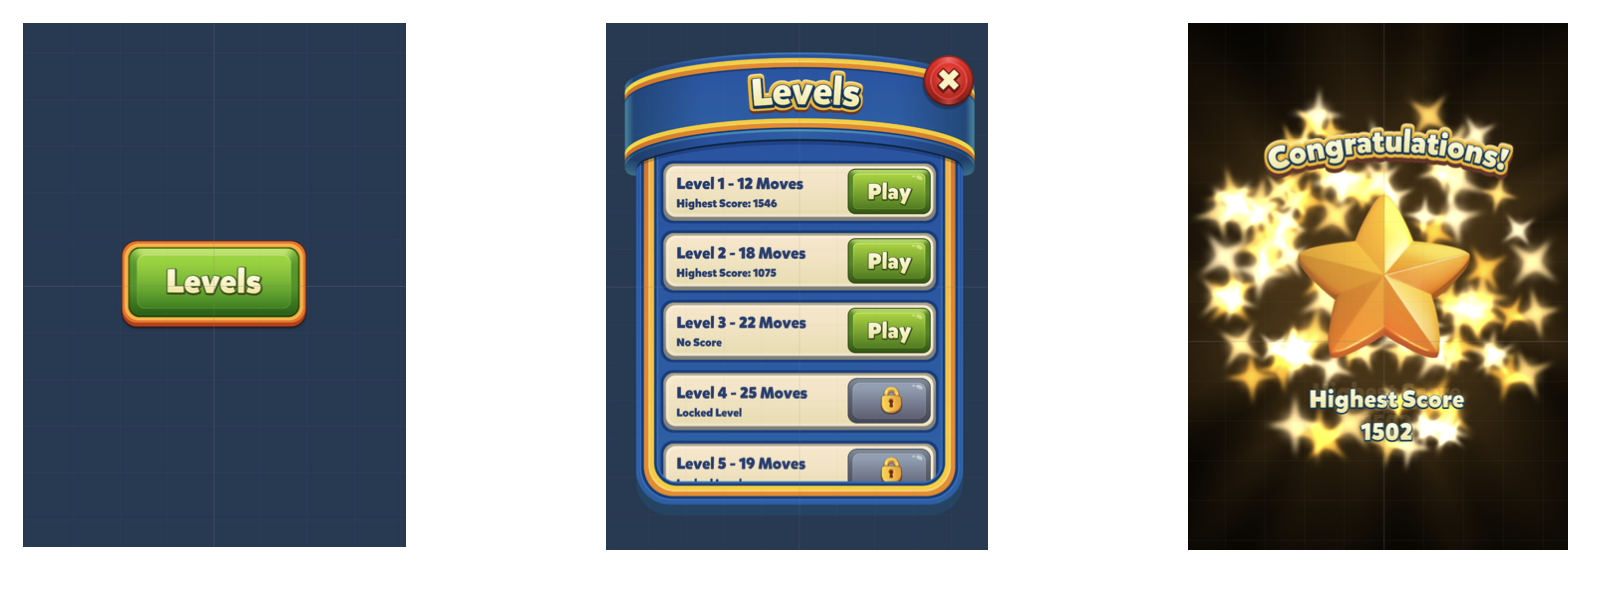 Levels
Levels
Level 1 - 12 Moves
Highest Score: 1546
Play
Level 2 - 18 Moves
Highest Score: 1075
Play
Level 3 - 22 Moves
No Score
Play
Level 4 - 25 Moves
Locked Level
Level 5 - 19 Moves
Congratulations!
Highest Score
1502